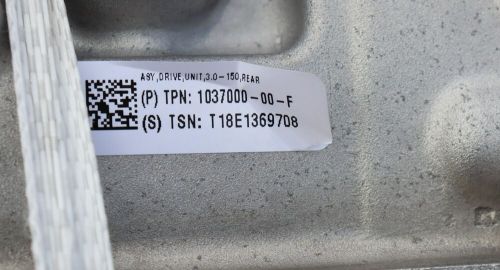 ASY,DRIVE,UNIT,3.0-150,REAR
(P) TPN: 1037000-00-F
(S) TSN: T18E1369708